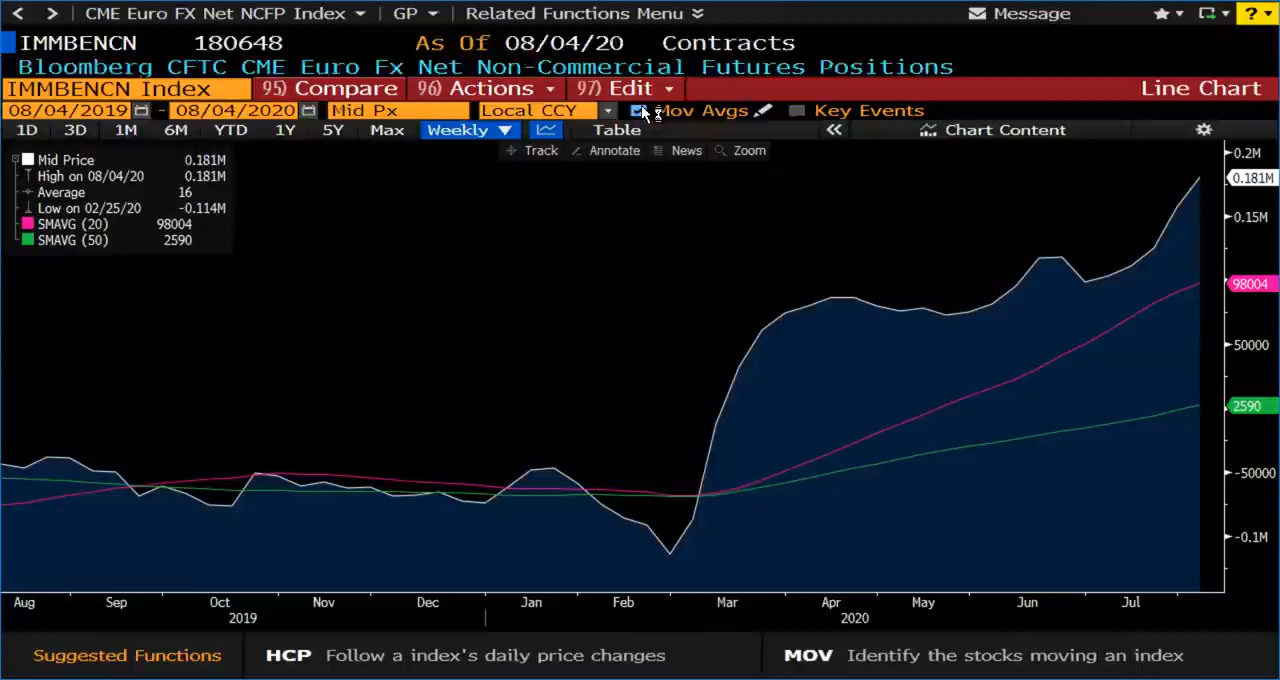 < > CME Euro FX Net NCFP Index GP Related Functions Menu Message ?
IMMBENCN 180648 As Of 08/04/20 Contracts
Bloomberg CFTC CME Euro Fx Net Non-Commercial Futures Positions
IMMBENCN Index 95) Compare 96) Actions 97) Edit Line Chart
08/04/2019 - 08/04/2020 Mid Px Local CCY Mov Avgs Key Events
1D 3D 1M 6M YTD 1Y 5Y Max Weekly ▼ Table « Chart Content
Track Annotate News Zoom
Mid Price 0.181M
High on 08/04/20 0.181M
Average 16
Low on 02/25/20 -0.114M
SMAVG (20) 98004
SMAVG (50) 2590
0.2M
0.181M
0.15M
98004
50000
2590
-50000
-0.1M
Aug Sep Oct Nov Dec Jan Feb Mar Apr May Jun Jul
2019 2020
Suggested Functions HCP Follow a index's daily price changes MOV Identify the stocks moving an index